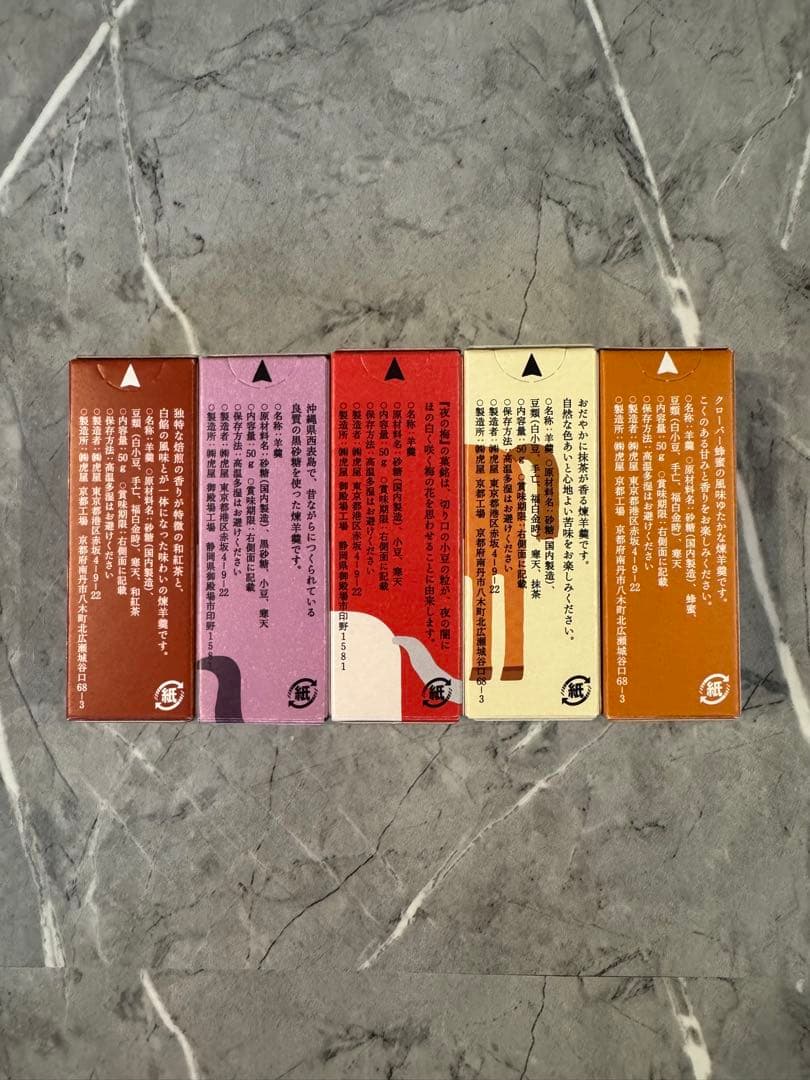 独特な焙煎の香りが特徴の和紅茶と、
白餡の風味とが一体になった味わいの煉羊羹です。
○名称：羊羹　○原材料名：砂糖（国内製造）、
豆類（白小豆、手亡、福白金時）、寒天、和紅茶
○内容量：50g　○賞味期限：右側面に記載
○保存方法：高温多湿はお避けください
○製造者：㈱虎屋　東京都港区赤坂4-9-22
○製造所：㈱虎屋　京都工場　京都府南丹市八木町北広瀬城谷口68-3
紙
沖縄県西表島で、昔ながらにつくられている
良質の黒砂糖を使った煉羊羹です。
○名称：羊羹
○原材料名：砂糖（国内製造）、黒砂糖、小豆、寒天
○内容量：50g　○賞味期限：右側面に記載
○保存方法：高温多湿はお避けください
○製造者：㈱虎屋　東京都港区赤坂4-9-22
○製造所：㈱虎屋　御殿場工場　静岡県御殿場市印野1581
紙
『夜の梅』の菓銘は、切り口の小豆の粒が、夜の闇に
ほの白く咲く梅の花を思わせることに由来します。
○名称：羊羹
○原材料名：砂糖（国内製造）、小豆、寒天
○内容量：50g　○賞味期限：右側面に記載
○保存方法：高温多湿はお避けください
○製造者：㈱虎屋　東京都港区赤坂4-9-22
○製造所：㈱虎屋　御殿場工場　静岡県御殿場市印野1581
紙
おだやかに抹茶が香る煉羊羹です。
自然な色あいと心地よい苦味をお楽しみください。
○名称：羊羹　○原材料名：砂糖（国内製造）、
豆類（白小豆、手亡、福白金時）、寒天、抹茶
○内容量：50g　○賞味期限：右側面に記載
○保存方法：高温多湿はお避けください
○製造者：㈱虎屋　東京都港区赤坂4-9-22
○製造所：㈱虎屋　京都工場　京都府南丹市八木町北広瀬城谷口68-3
紙
クローバー蜂蜜の風味ゆたかな煉羊羹です。
こくのある甘みと香りをお楽しみください。
○名称：羊羹　○原材料名：砂糖（国内製造）、蜂蜜、
豆類（白小豆、手亡、福白金時）、寒天
○内容量：50g　○賞味期限：右側面に記載
○保存方法：高温多湿はお避けください
○製造者：㈱虎屋　東京都港区赤坂4-9-22
○製造所：㈱虎屋　京都工場　京都府南丹市八木町北広瀬城谷口68-3
紙